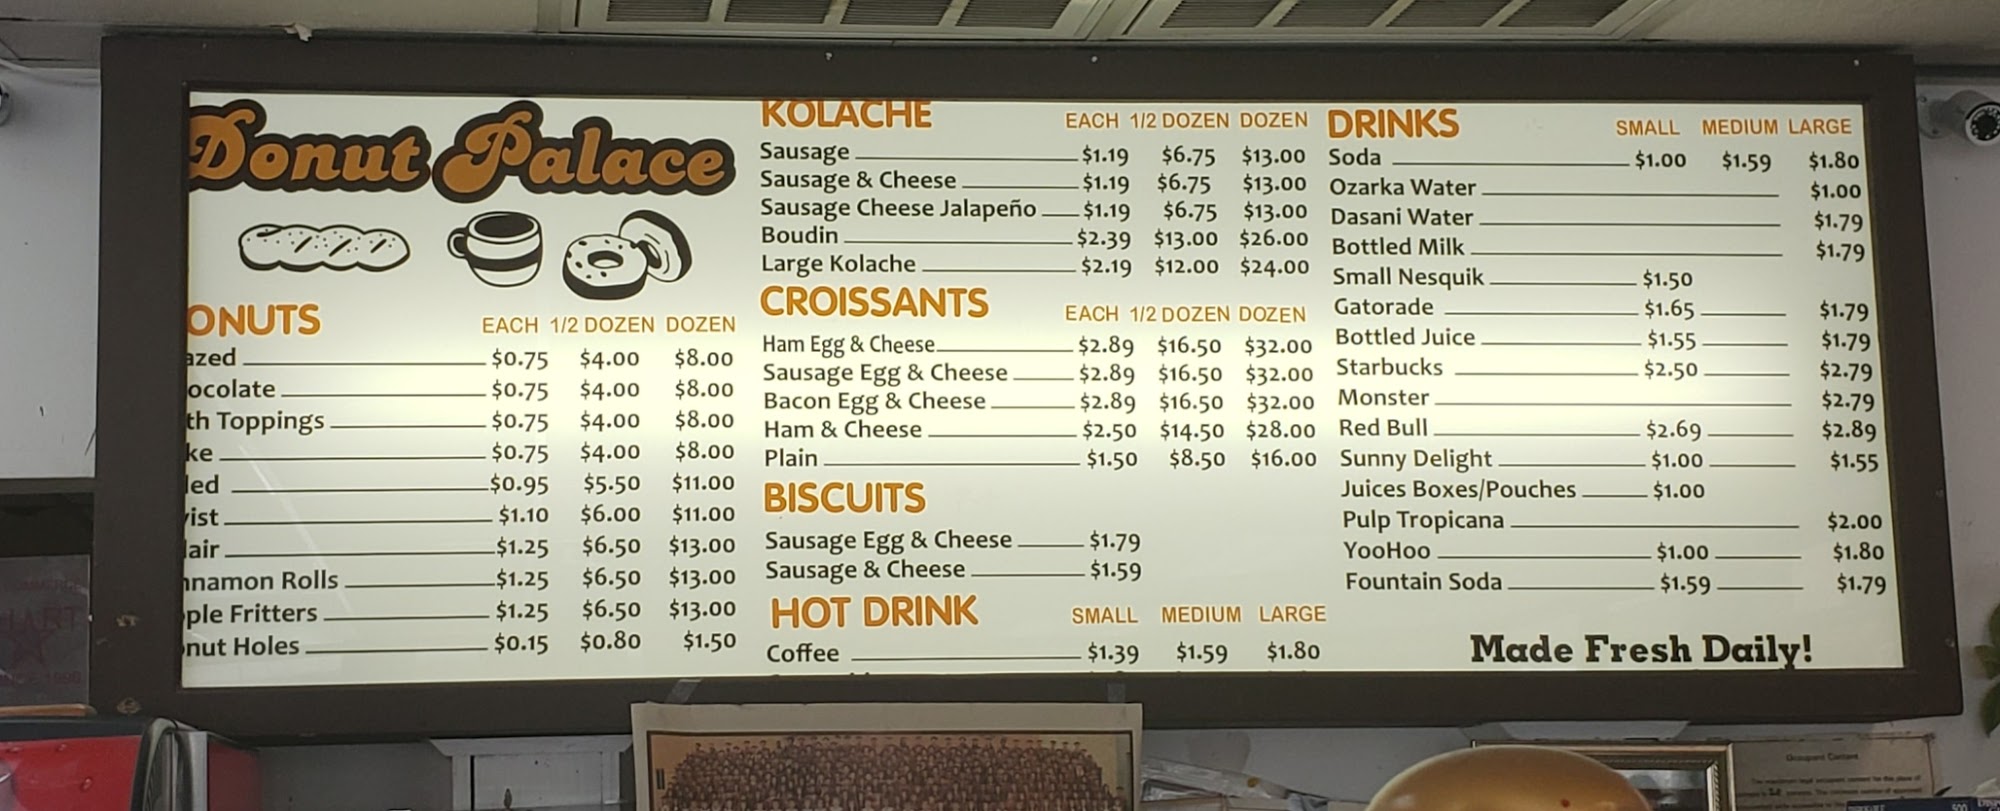 Donut Palace
ONUTS EACH 1/2 DOZEN DOZEN
azed $0.75 $4.00 $8.00
ocolate $0.75 $4.00 $8.00
th Toppings $0.75 $4.00 $8.00
ke $0.75 $4.00 $8.00
led $0.95 $5.50 $11.00
ist $1.10 $6.00 $11.00
lair $1.25 $6.50 $13.00
nnamon Rolls $1.25 $6.50 $13.00
ple Fritters $1.25 $6.50 $13.00
nut Holes $0.15 $0.80 $1.50
KOLACHE EACH 1/2 DOZEN DOZEN
Sausage $1.19 $6.75 $13.00
Sausage & Cheese $1.19 $6.75 $13.00
Sausage Cheese Jalapeño $1.19 $6.75 $13.00
Boudin $2.39 $13.00 $26.00
Large Kolache $2.19 $12.00 $24.00
CROISSANTS EACH 1/2 DOZEN DOZEN
Ham Egg & Cheese $2.89 $16.50 $32.00
Sausage Egg & Cheese $2.89 $16.50 $32.00
Bacon Egg & Cheese $2.89 $16.50 $32.00
Ham & Cheese $2.50 $14.50 $28.00
Plain $1.50 $8.50 $16.00
BISCUITS
Sausage Egg & Cheese $1.79
Sausage & Cheese $1.59
HOT DRINK SMALL MEDIUM LARGE
Coffee $1.39 $1.59 $1.80
DRINKS SMALL MEDIUM LARGE
Soda $1.00 $1.59 $1.80
Ozarka Water $1.00
Dasani Water $1.79
Bottled Milk $1.79
Small Nesquik $1.50
Gatorade $1.65 $1.79
Bottled Juice $1.55 $1.79
Starbucks $2.50 $2.79
Monster $2.79
Red Bull $2.69 $2.89
Sunny Delight $1.00 $1.55
Juices Boxes/Pouches $1.00
Pulp Tropicana $2.00
YooHoo $1.00 $1.80
Fountain Soda $1.59 $1.79
Made Fresh Daily!
Occupant Content